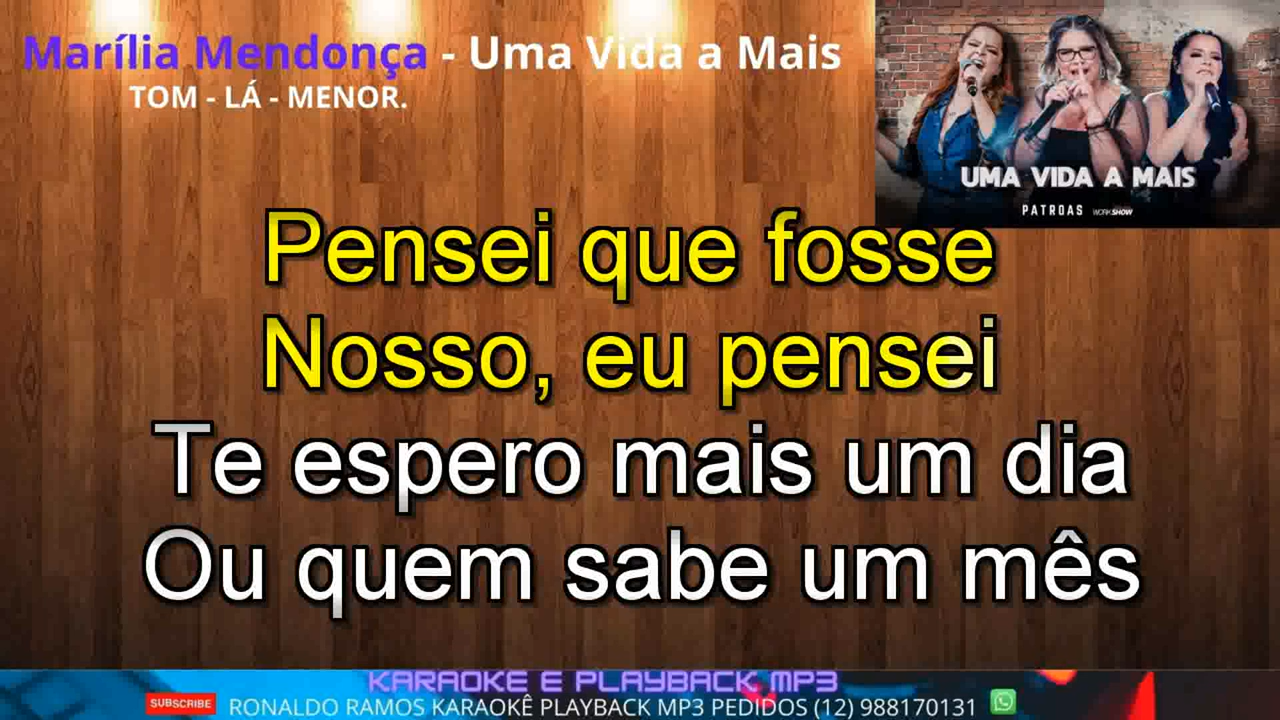 Marília Mendonça - Uma Vida a Mais
TOM - LÁ - MENOR.
UMA VIDA A MAIS
PATROAS WORKSHOW
Pensei que fosse
Nosso, eu pensei
Te espero mais um dia
Ou quem sabe um mês
KARAOKE E PLAYBACK MP3
SUBSCRIBE RONALDO RAMOS KARAOKÊ PLAYBACK MP3 PEDIDOS (12) 988170131